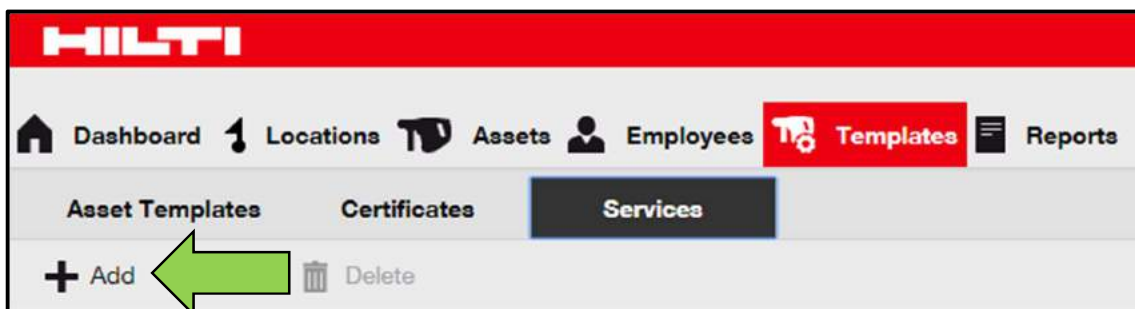 HILTI
Dashboard Locations Assets Employees Templates Reports
Asset Templates Certificates Services
Add Delete